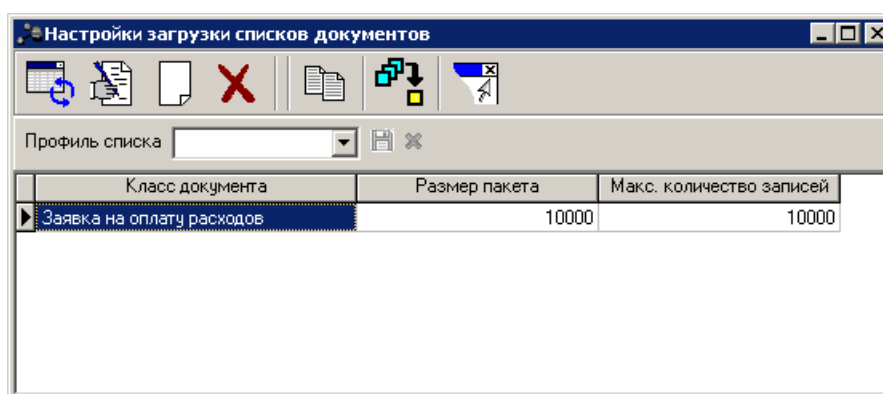 Настройки загрузки списков документов
Профиль списка
Класс документа Размер пакета Макс. количество записей
Заявка на оплату расходов 10000 10000